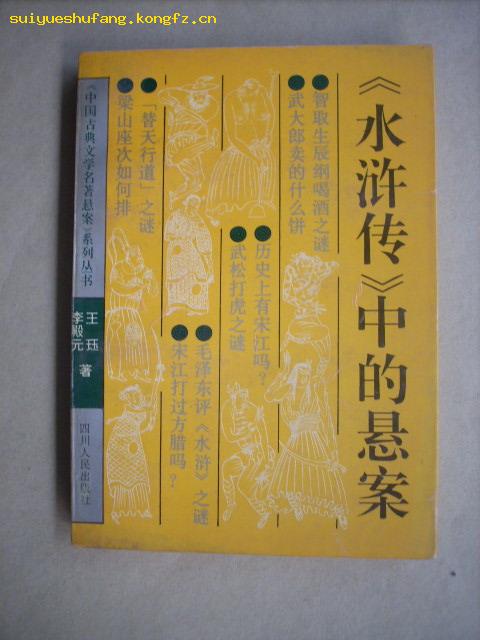 suiyueshufang.kongfz.cn
《水浒传》中的悬案
智取生辰纲喝酒之谜
武大郎卖的什么饼
历史上有宋江吗？
武松打虎之谜
毛泽东评《水浒》之谜
宋江打过方腊吗？
「替天行道」之谜
梁山座次如何排
《中国古典文学名著悬案》系列丛书
王珏
李殿元
著
四川人民出版社